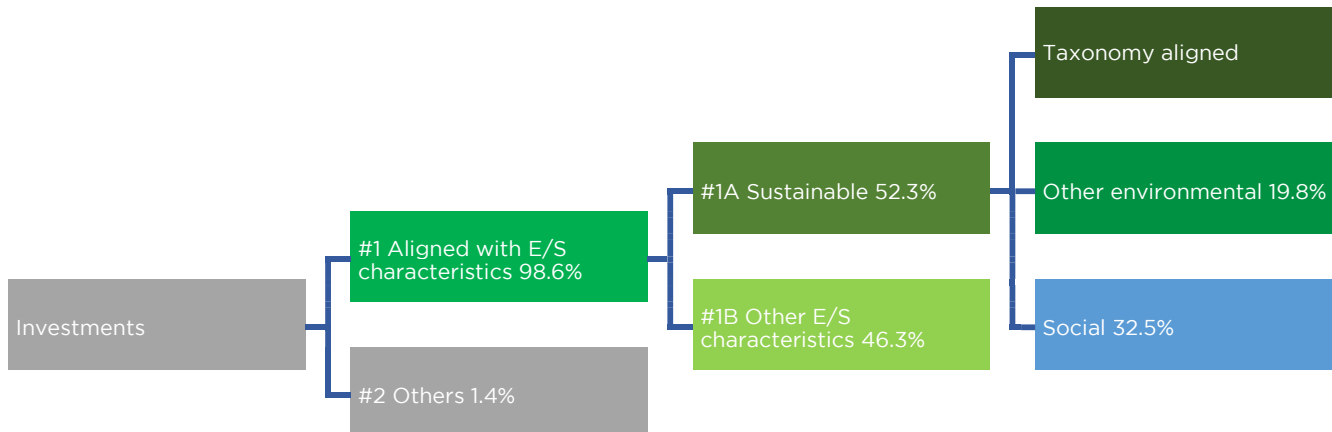 Investments
#1 Aligned with E/S
characteristics 98.6%
#2 Others 1.4%
#1A Sustainable 52.3%
#1B Other E/S
characteristics 46.3%
Taxonomy aligned
Other environmental 19.8%
Social 32.5%